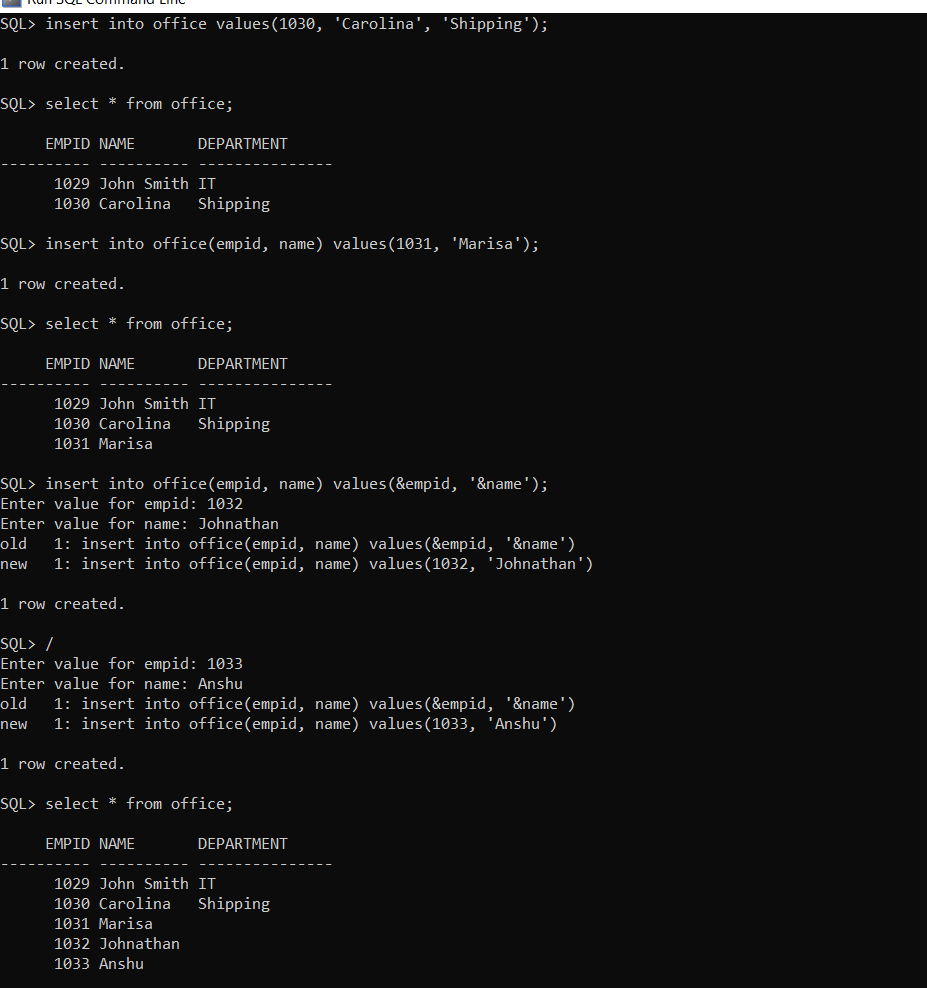 Run SQL Command Line
SQL> insert into office values(1030, 'Carolina', 'Shipping');
1 row created.
SQL> select * from office;
     EMPID NAME       DEPARTMENT
---------- ---------- ---------------
      1029 John Smith IT
      1030 Carolina   Shipping
SQL> insert into office(empid, name) values(1031, 'Marisa');
1 row created.
SQL> select * from office;
     EMPID NAME       DEPARTMENT
---------- ---------- ---------------
      1029 John Smith IT
      1030 Carolina   Shipping
      1031 Marisa
SQL> insert into office(empid, name) values(&empid, '&name');
Enter value for empid: 1032
Enter value for name: Johnathan
old   1: insert into office(empid, name) values(&empid, '&name')
new   1: insert into office(empid, name) values(1032, 'Johnathan')
1 row created.
SQL> /
Enter value for empid: 1033
Enter value for name: Anshu
old   1: insert into office(empid, name) values(&empid, '&name')
new   1: insert into office(empid, name) values(1033, 'Anshu')
1 row created.
SQL> select * from office;
     EMPID NAME       DEPARTMENT
---------- ---------- ---------------
      1029 John Smith IT
      1030 Carolina   Shipping
      1031 Marisa
      1032 Johnathan
      1033 Anshu